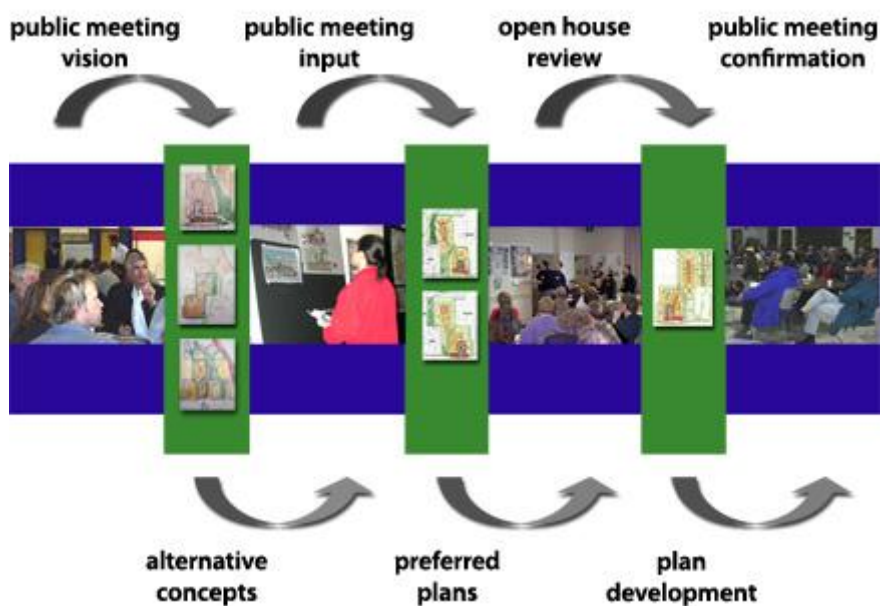 public meeting
vision
public meeting
input
open house
review
public meeting
confirmation
alternative
concepts
preferred
plans
plan
development